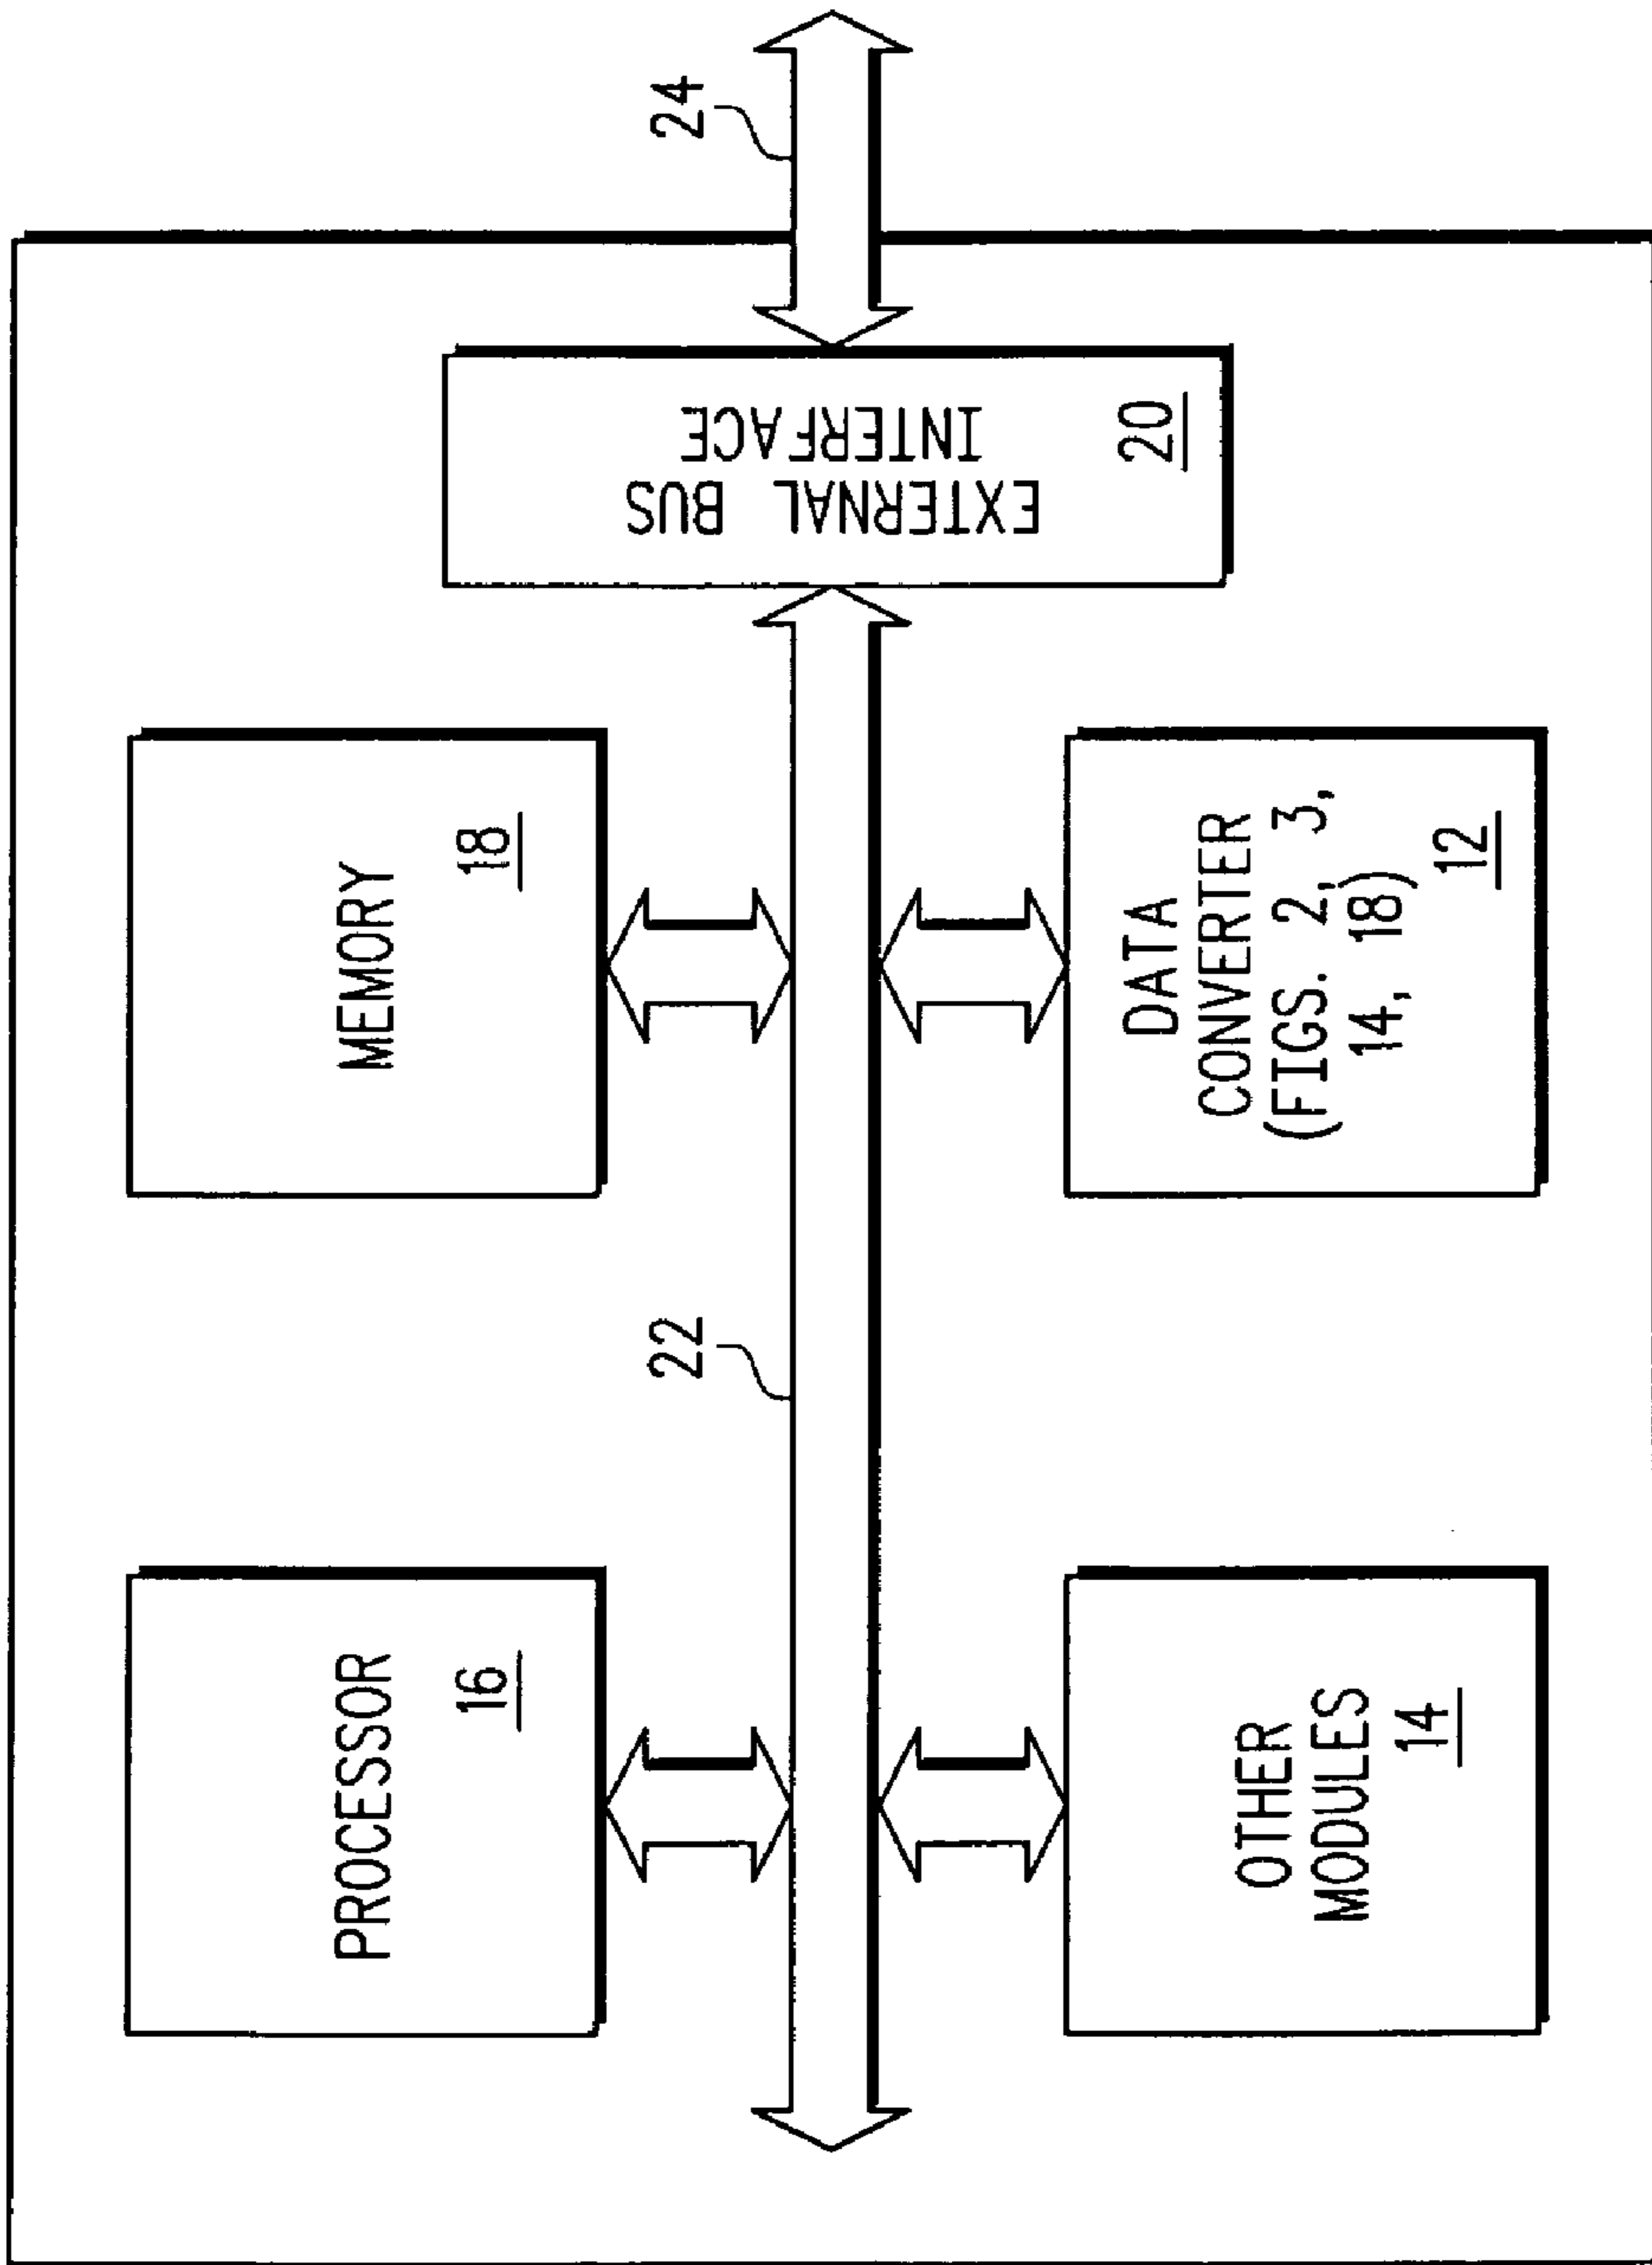 PROCESSOR
16
MEMORY
18
22
24
EXTERNAL BUS
INTERFACE
20
OTHER
MODULES
14
DATA
CONVERTER
(FIGS. 2, 3,
14, 18)
12